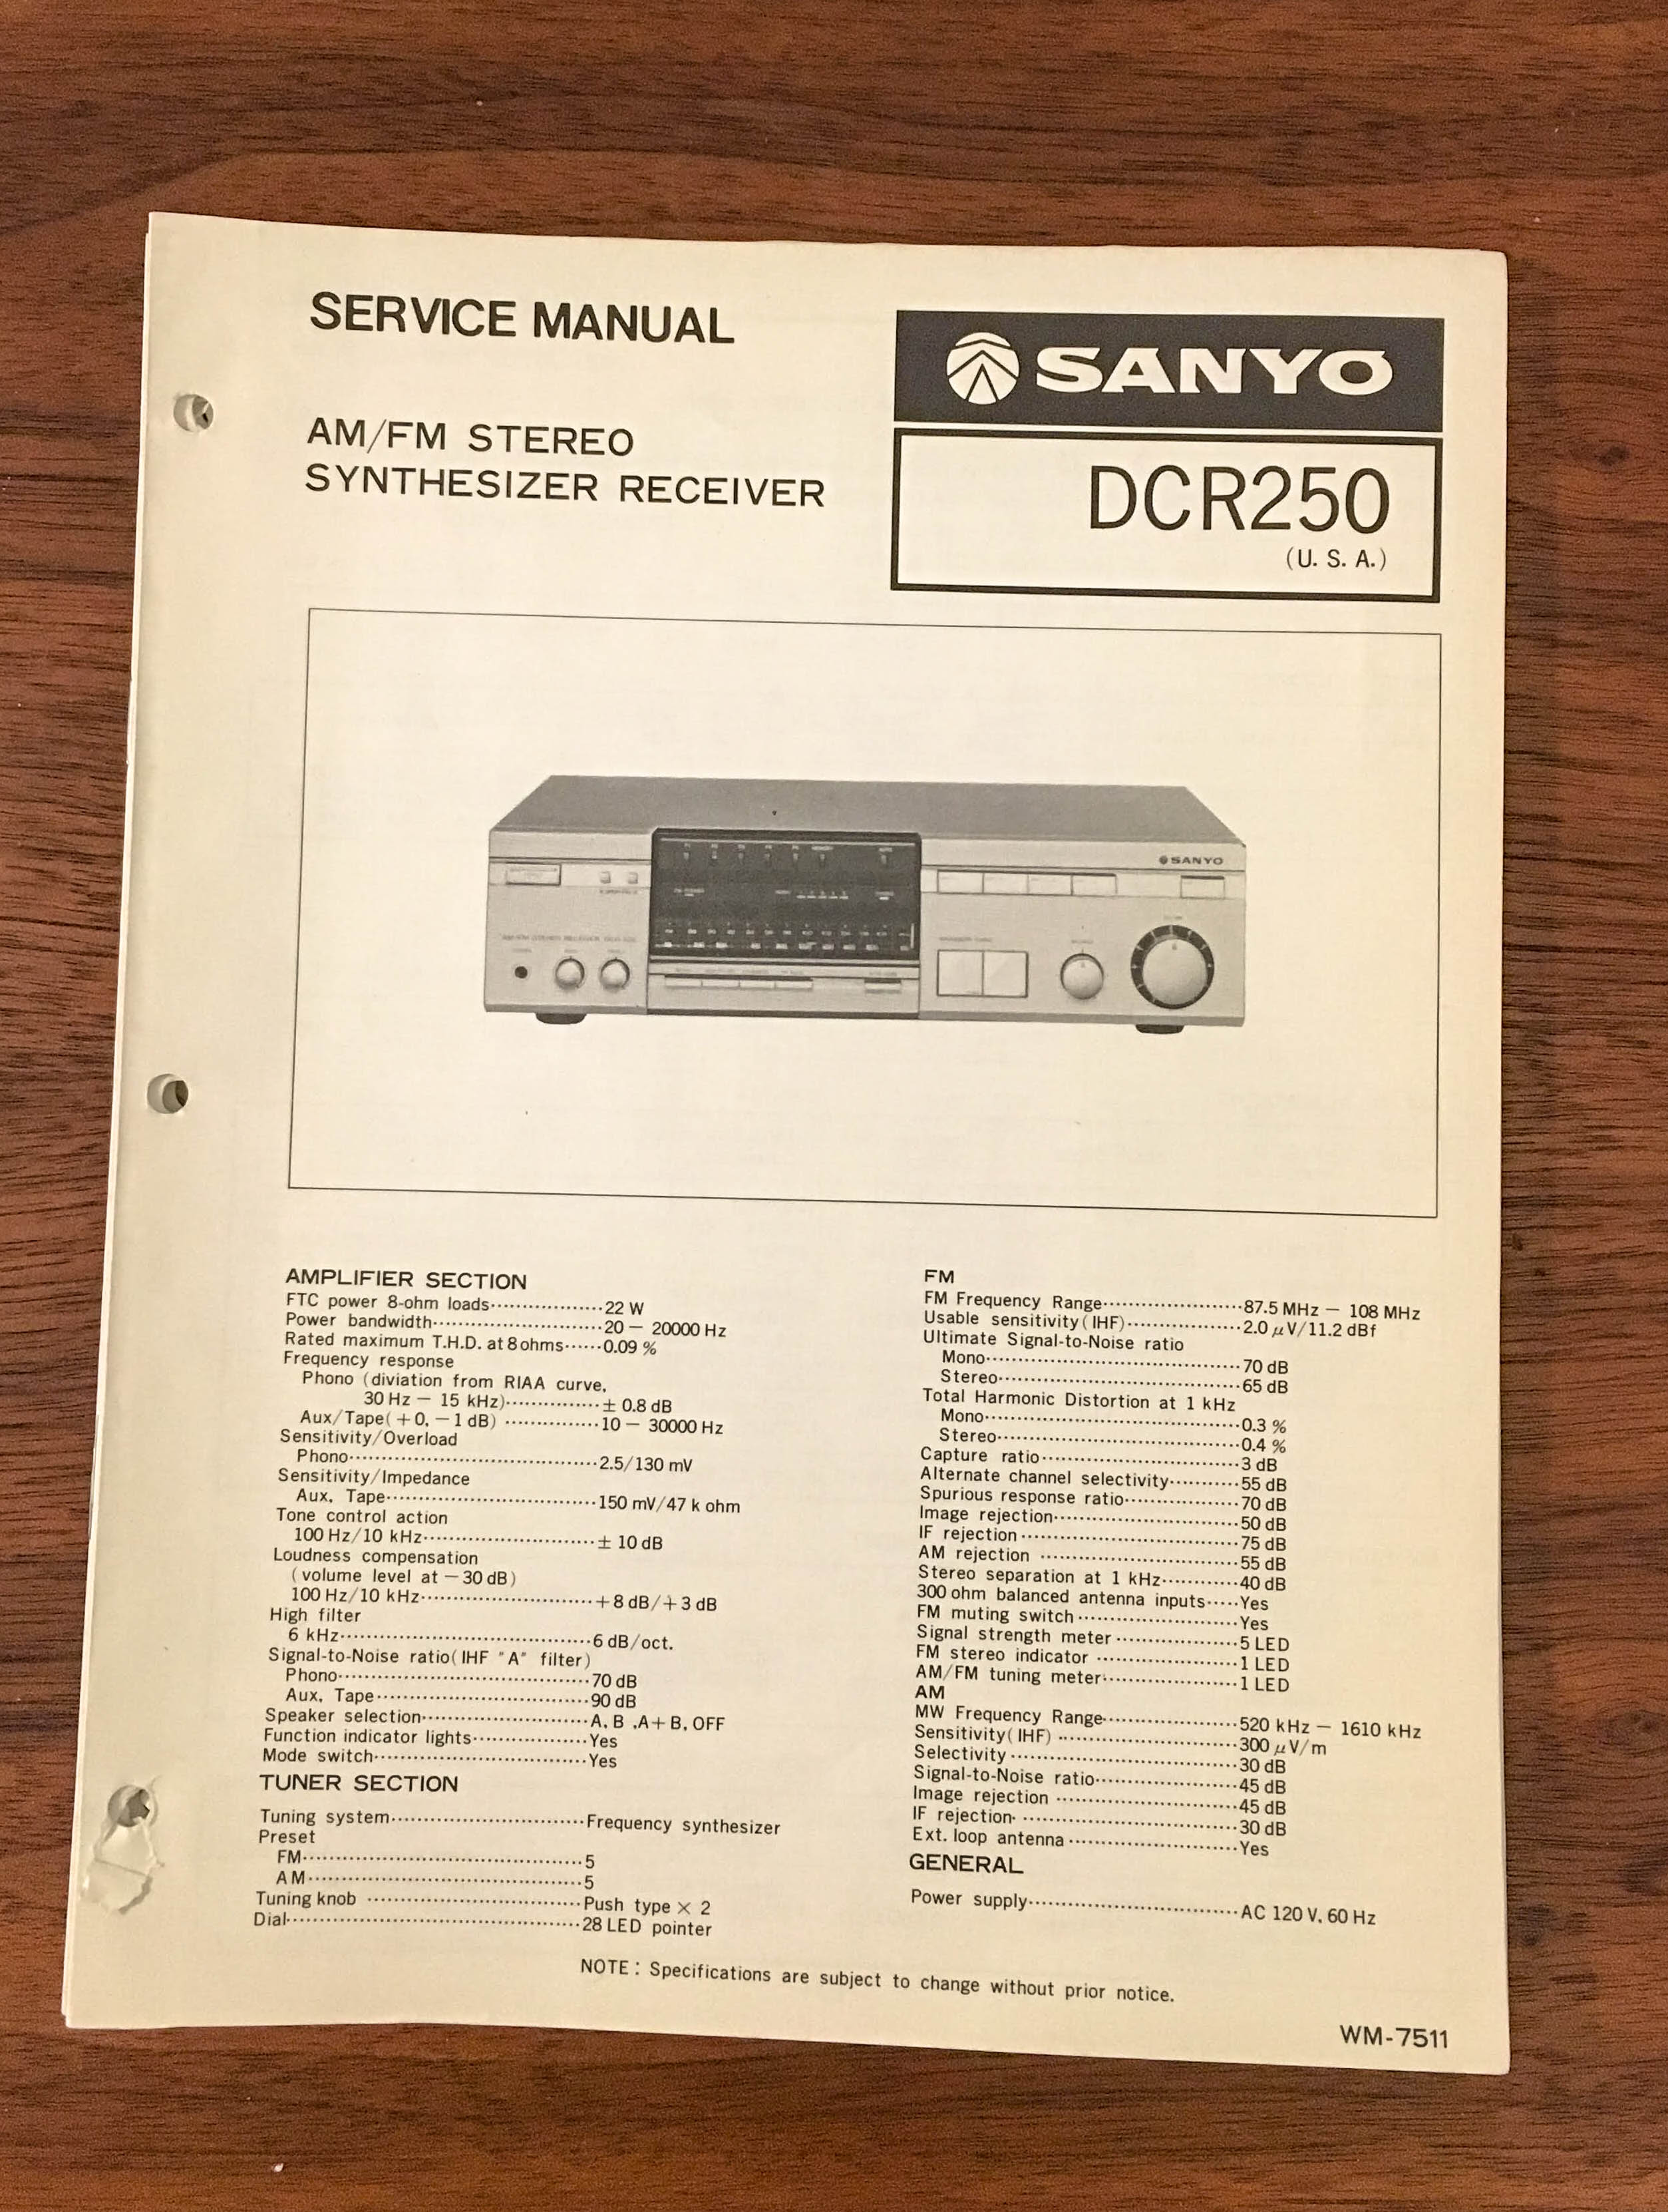 SERVICE MANUAL
SANYO
AM/FM STEREO
SYNTHESIZER RECEIVER
DCR250
(U. S. A.)
SANYO
AMPLIFIER SECTION
FTC power 8-ohm loads··················22 W
Power bandwidth···························20 — 20000 Hz
Rated maximum T.H.D. at 8 ohms······0.09 %
Frequency response
Phono (diviation from RIAA curve,
30 Hz — 15 kHz)···············± 0.8 dB
Aux/Tape(+0, −1 dB) ···············10 — 30000 Hz
Sensitivity/Overload
Phono········································2.5/130 mV
Sensitivity/Impedance
Aux, Tape··································150 mV/47 k ohm
Tone control action
100 Hz/10 kHz···························± 10 dB
Loudness compensation
(volume level at −30 dB)
100 Hz/10 kHz···························+8 dB/+3 dB
High filter
6 kHz········································6 dB/oct.
Signal-to-Noise ratio(IHF "A" filter)
Phono········································70 dB
Aux, Tape··································90 dB
Speaker selection···························A, B ,A+B, OFF
Function indicator lights··················Yes
Mode switch··································Yes
TUNER SECTION
Tuning system·······························Frequency synthesizer
Preset
FM·············································5
AM·············································5
Tuning knob ··································Push type × 2
Dial···············································28 LED pointer
FM
FM Frequency Range······················87.5 MHz — 108 MHz
Usable sensitivity(IHF)··················2.0 μV/11.2 dBf
Ultimate Signal-to-Noise ratio
Mono········································70 dB
Stereo·······································65 dB
Total Harmonic Distortion at 1 kHz
Mono········································0.3 %
Stereo·······································0.4 %
Capture ratio·······························3 dB
Alternate channel selectivity···········55 dB
Spurious response ratio··················70 dB
Image rejection·····························50 dB
IF rejection ··································75 dB
AM rejection ·······························55 dB
Stereo separation at 1 kHz············40 dB
300 ohm balanced antenna inputs·····Yes
FM muting switch ·························Yes
Signal strength meter ···················5 LED
FM stereo indicator ······················1 LED
AM/FM tuning meter·····················1 LED
AM
MW Frequency Range·····················520 kHz — 1610 kHz
Sensitivity(IHF) ····························300 μV/m
Selectivity ····································30 dB
Signal-to-Noise ratio······················45 dB
Image rejection ····························45 dB
IF rejection· ··································30 dB
Ext. loop antenna ··························Yes
GENERAL
Power supply·································AC 120 V, 60 Hz
NOTE : Specifications are subject to change without prior notice.
WM-7511